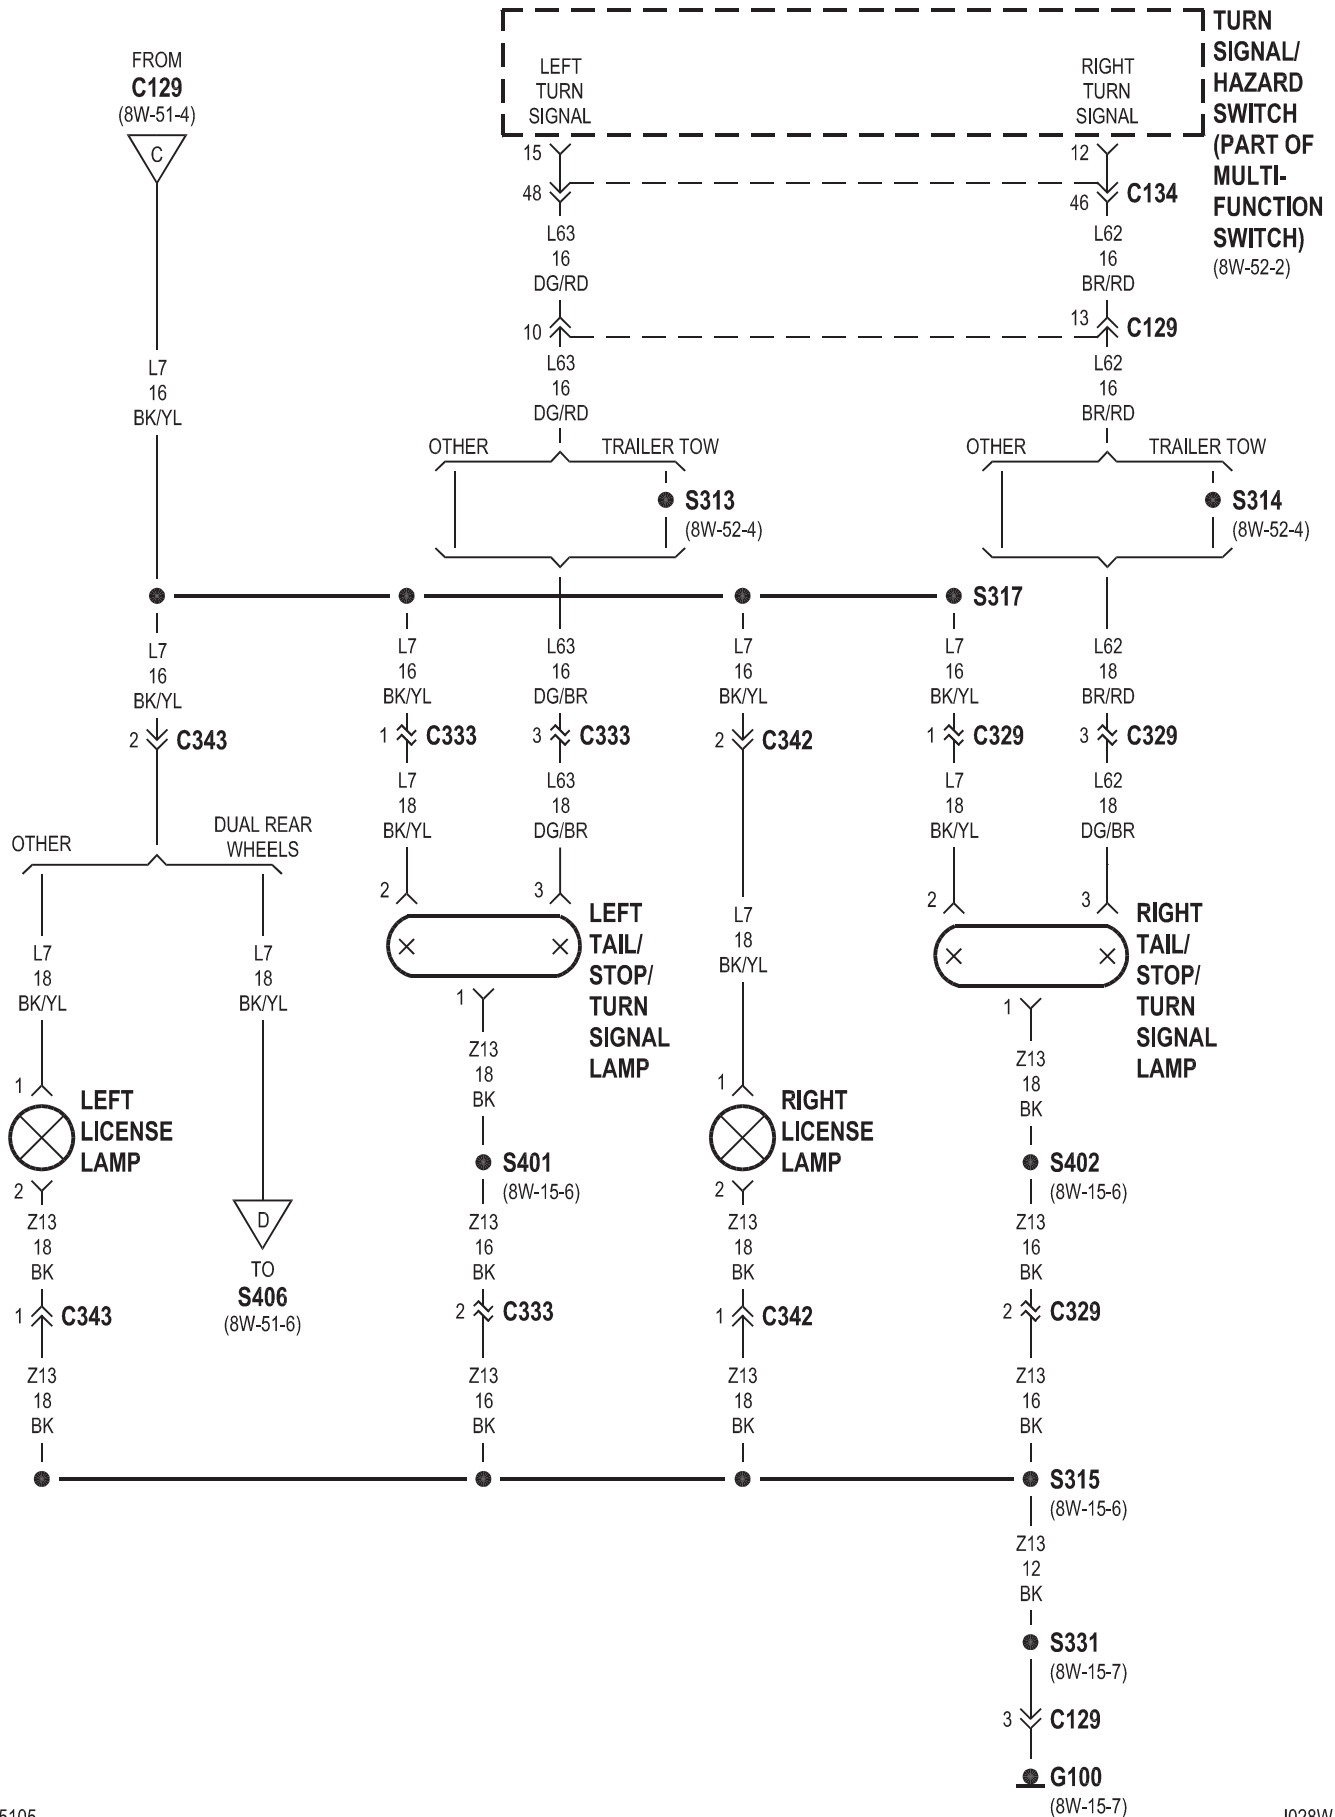 FROM
C129
(8W-51-4)
C
LEFT
TURN
SIGNAL
RIGHT
TURN
SIGNAL
TURN
SIGNAL/
HAZARD
SWITCH
(PART OF
MULTI-
FUNCTION
SWITCH)
(8W-52-2)
15
12
48
46
C134
L63
16
DG/RD
L62
16
BR/RD
10
13
C129
L7
16
BK/YL
L63
16
DG/RD
L62
16
BR/RD
OTHER
TRAILER TOW
OTHER
TRAILER TOW
S313
(8W-52-4)
S314
(8W-52-4)
S317
L7
16
BK/YL
L7
16
BK/YL
L63
16
DG/BR
L7
16
BK/YL
L7
16
BK/YL
L62
18
BR/RD
2
C343
1
C333
3
C333
2
C342
1
C329
3
C329
L7
18
BK/YL
L63
18
DG/BR
L7
18
BK/YL
L62
18
DG/BR
OTHER
DUAL REAR
WHEELS
2
3
2
3
LEFT
TAIL/
STOP/
TURN
SIGNAL
LAMP
RIGHT
TAIL/
STOP/
TURN
SIGNAL
LAMP
L7
18
BK/YL
L7
18
BK/YL
L7
18
BK/YL
1
1
Z13
18
BK
Z13
18
BK
1
LEFT
LICENSE
LAMP
1
RIGHT
LICENSE
LAMP
S401
(8W-15-6)
S402
(8W-15-6)
2
2
Z13
18
BK
D
TO
S406
(8W-51-6)
Z13
16
BK
Z13
18
BK
Z13
16
BK
1
C343
2
C333
1
C342
2
C329
Z13
18
BK
Z13
16
BK
Z13
18
BK
Z13
16
BK
S315
(8W-15-6)
Z13
12
BK
S331
(8W-15-7)
3
C129
G100
(8W-15-7)